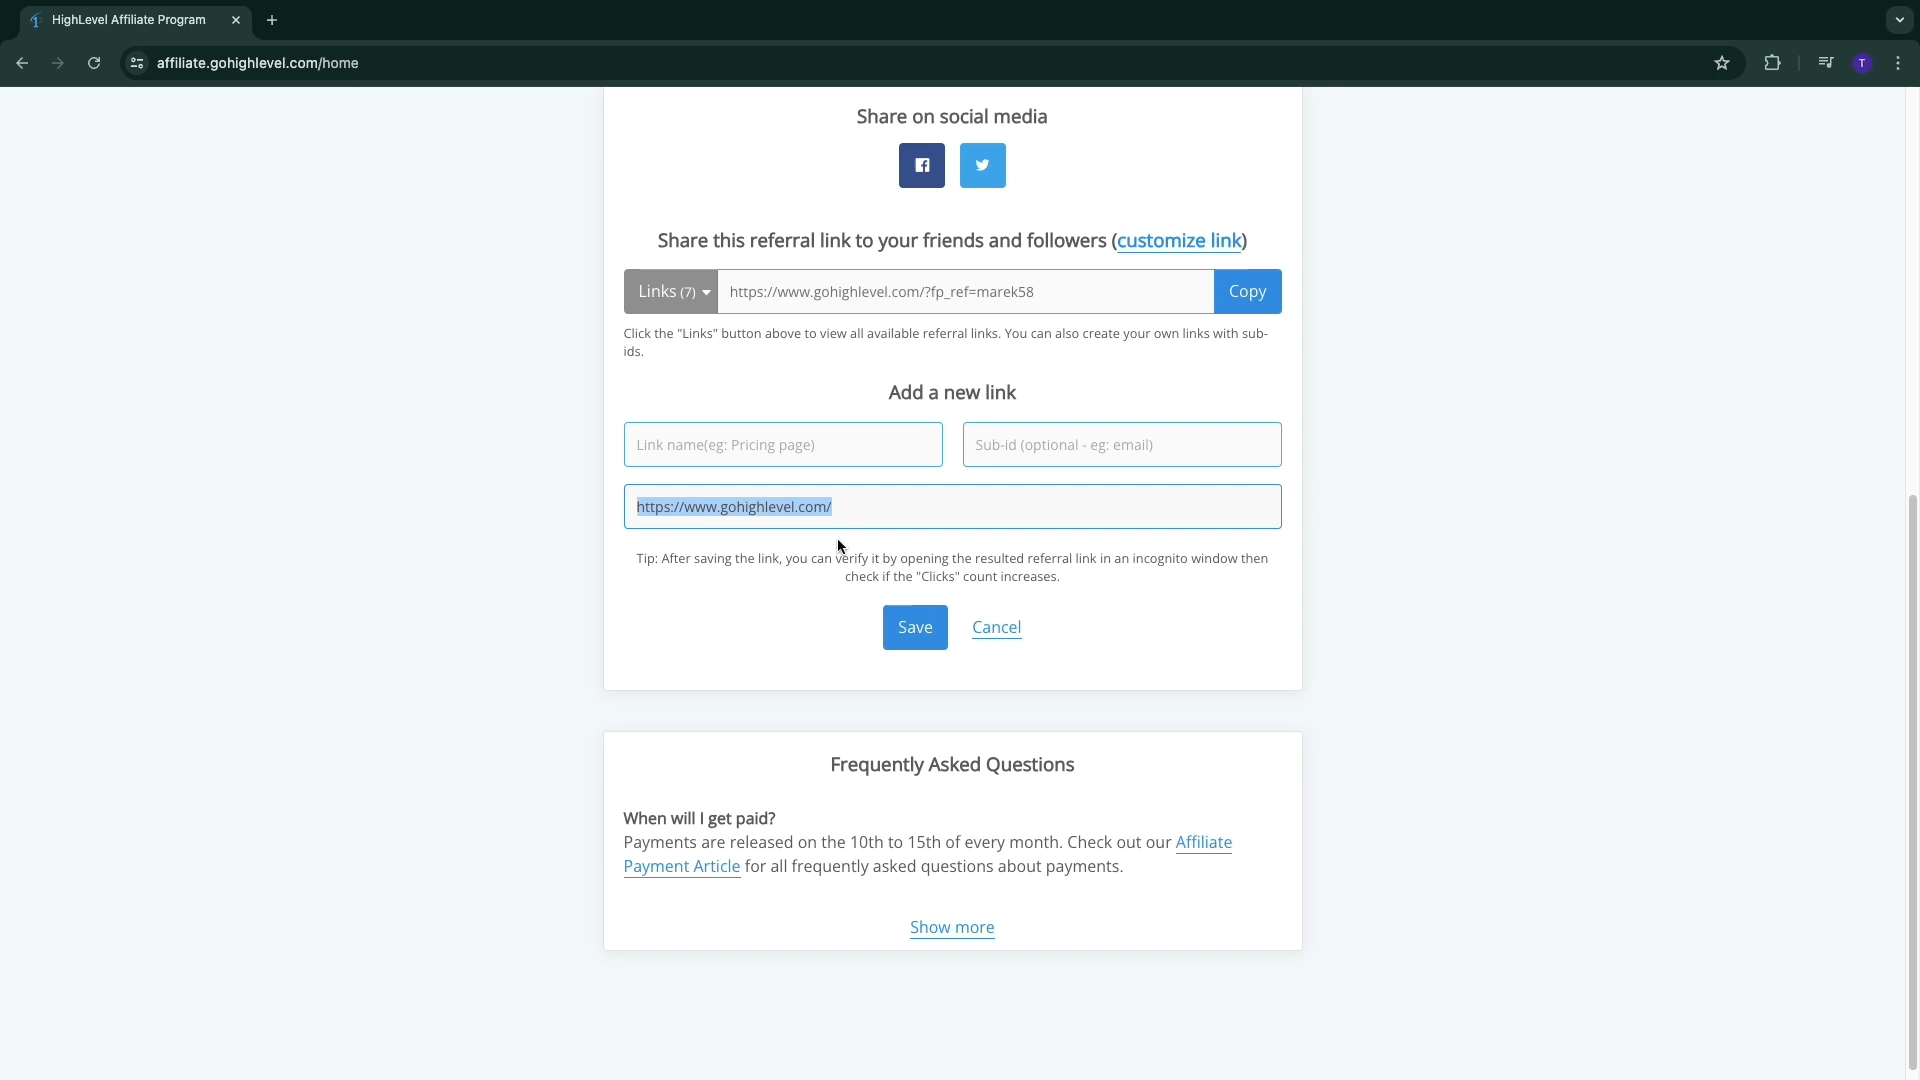 HighLevel Affiliate Program
affiliate.gohighlevel.com/home
T
Share on social media
Share this referral link to your friends and followers (customize link)
Links (7)
https://www.gohighlevel.com/?fp_ref=marek58
Copy
Click the "Links" button above to view all available referral links. You can also create your own links with sub-
ids.
Add a new link
Link name(eg: Pricing page)
Sub-id (optional - eg: email)
https://www.gohighlevel.com/
Tip: After saving the link, you can verify it by opening the resulted referral link in an incognito window then
check if the "Clicks" count increases.
Save
Cancel
Frequently Asked Questions
When will I get paid?
Payments are released on the 10th to 15th of every month. Check out our Affiliate
Payment Article for all frequently asked questions about payments.
Show more